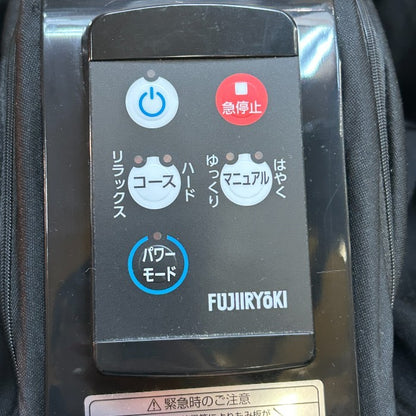 急停止
リラックス
コース
ハード
ゆっくり
マニュアル
はやく
パワー
モード
FUJIIRYOKI
⚠緊急時のご注意